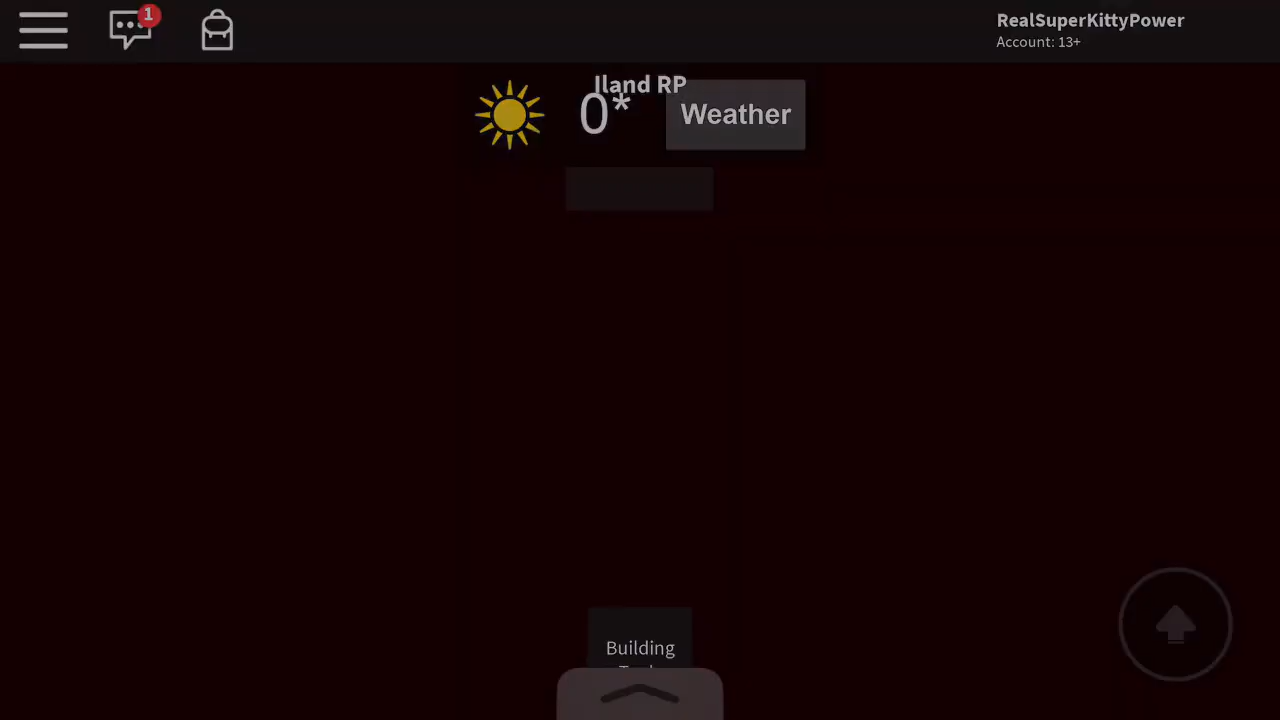 1
RealSuperKittyPower
Account: 13+
Iland RP
0*
Weather
Building